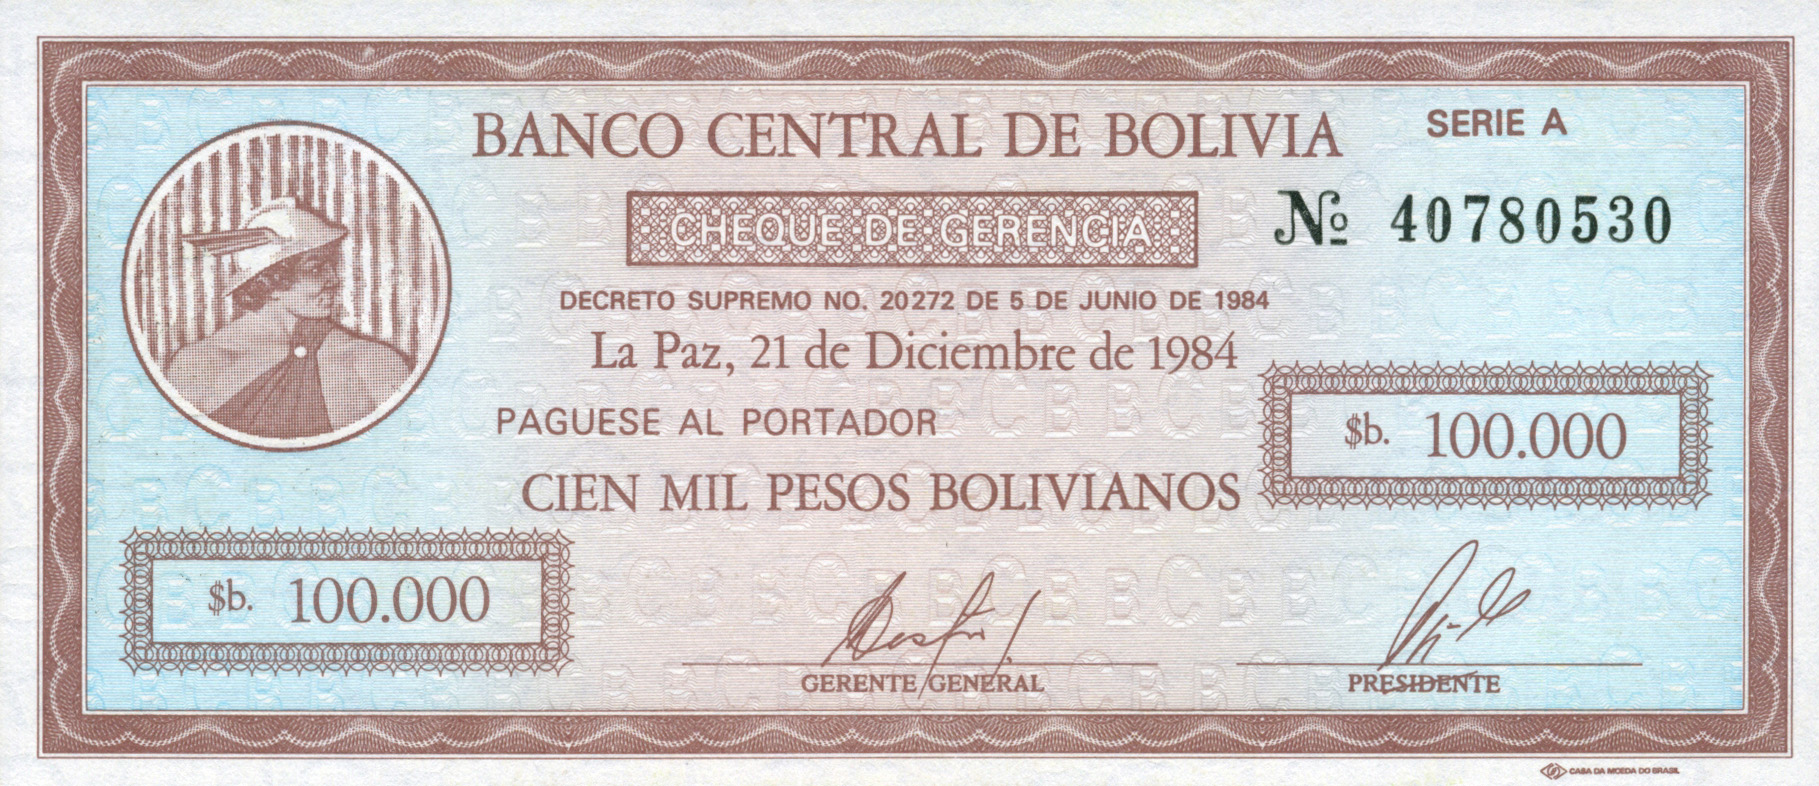 BANCO CENTRAL DE BOLIVIA
SERIE A
CHEQUE DE GERENCIA
Nº 40780530
DECRETO SUPREMO NO. 20272 DE 5 DE JUNIO DE 1984
La Paz, 21 de Diciembre de 1984
PAGUESE AL PORTADOR
$b. 100.000
CIEN MIL PESOS BOLIVIANOS
$b. 100.000
GERENTE GENERAL
PRESIDENTE
CASA DA MOEDA DO BRASIL